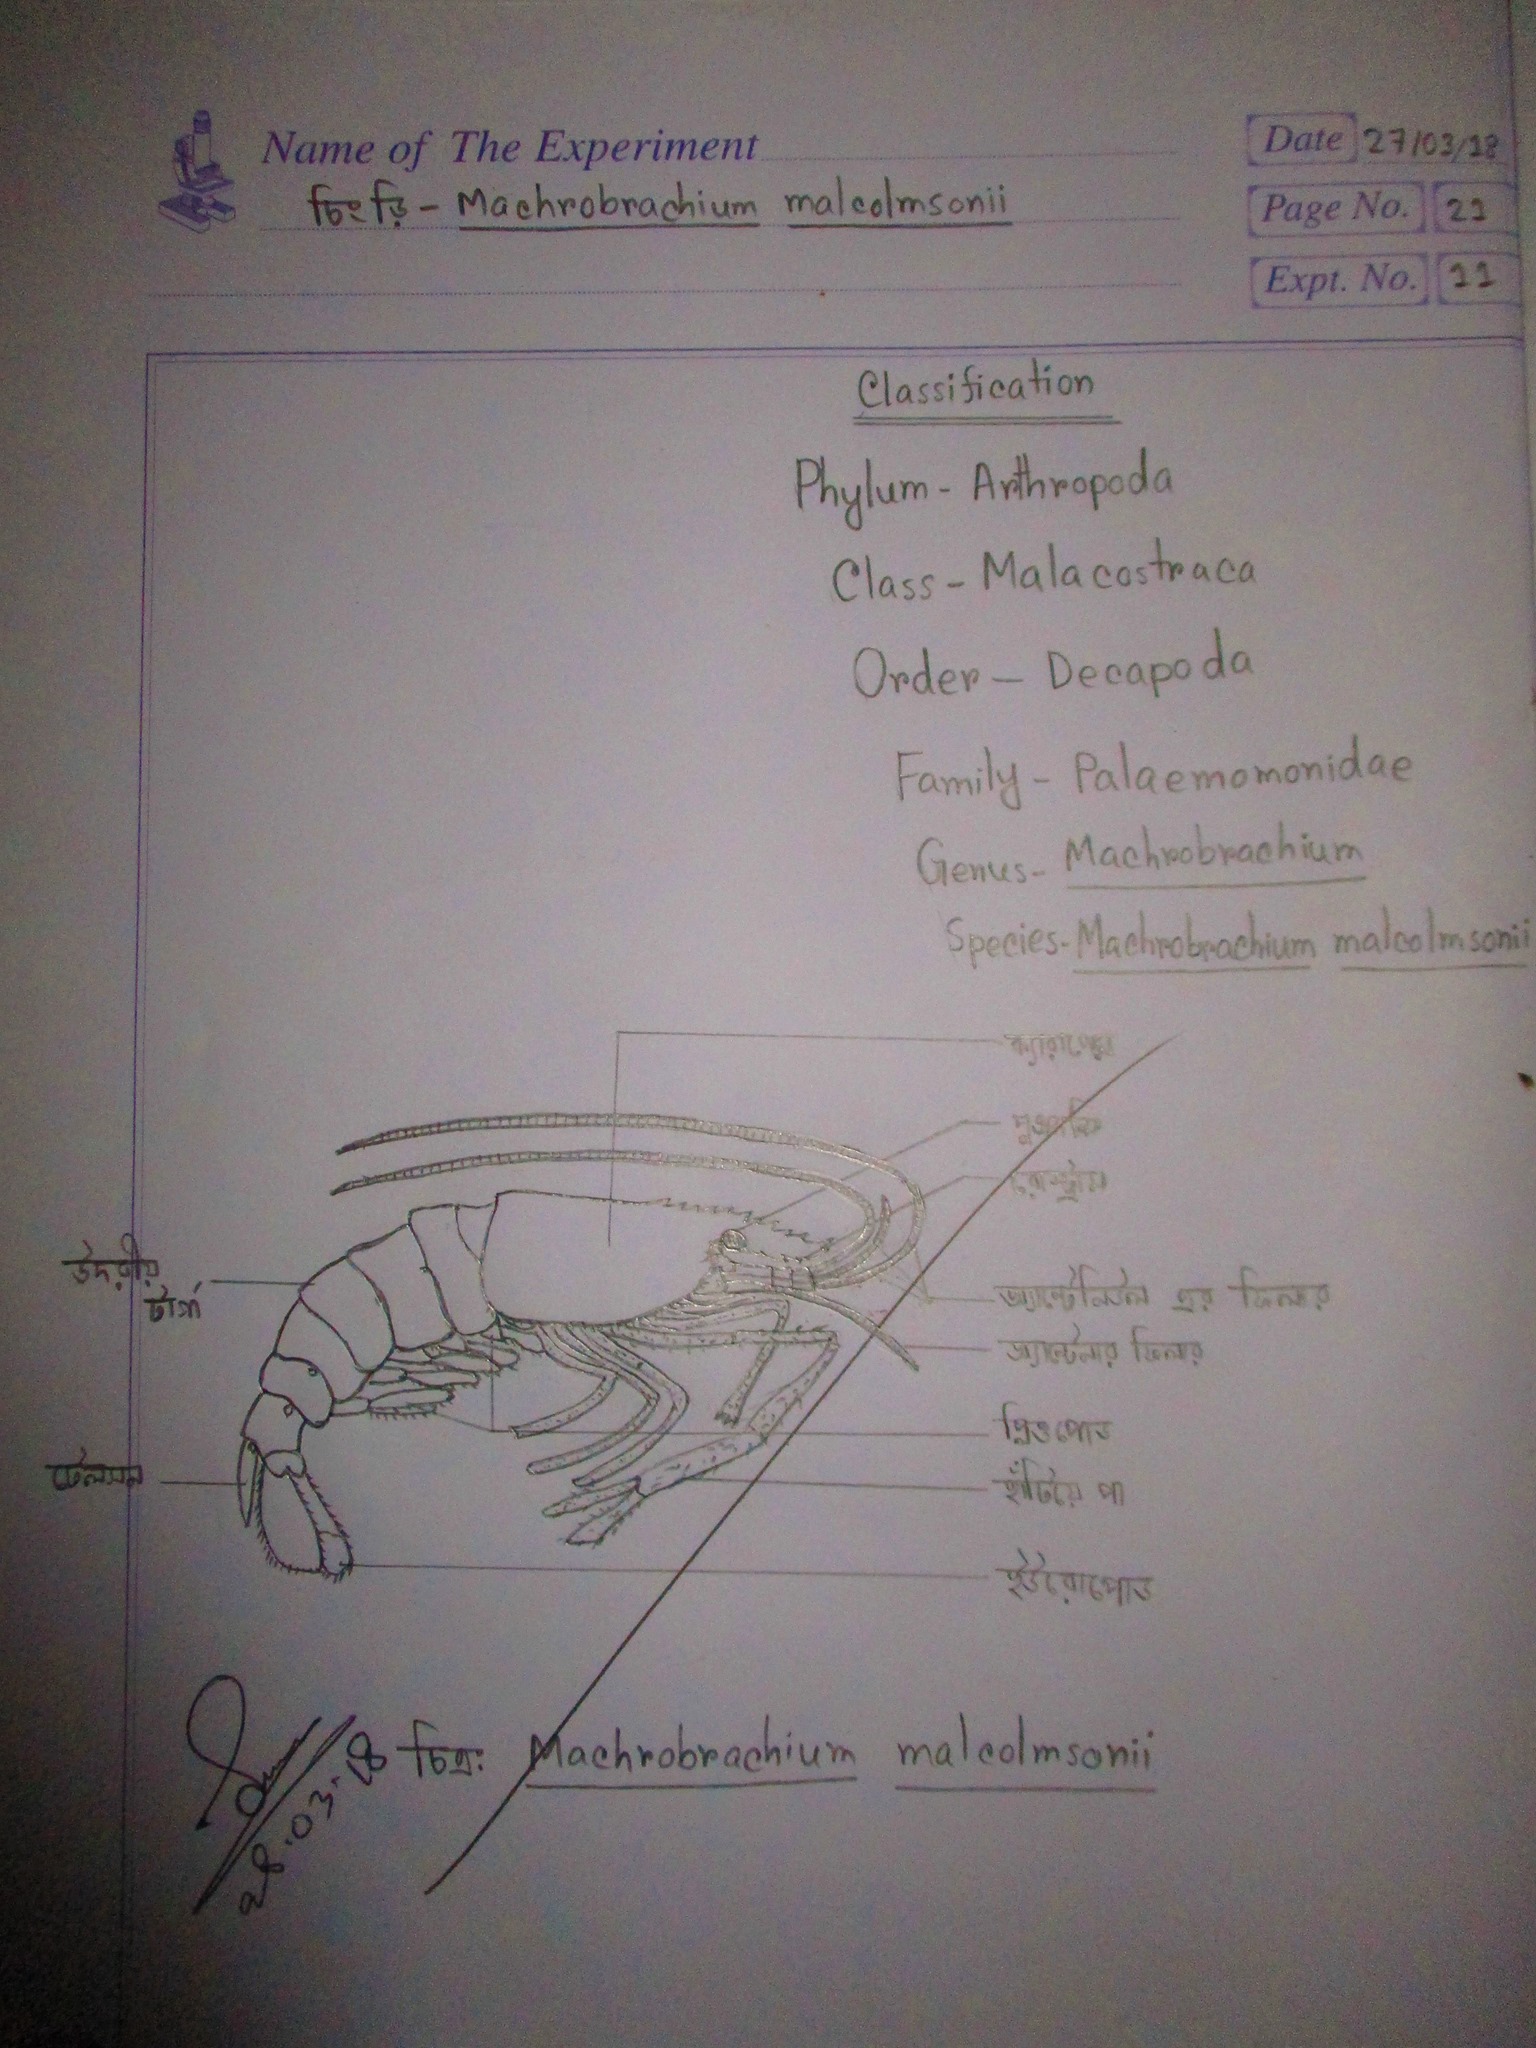 Name of The Experiment
চিংড়ি - Machrobrachium malcolmsonii
Date 27/03/18
Page No. 21
Expt. No. 11
Classification
Phylum - Arthropoda
Class - Malacostraca
Order - Decapoda
Family - Palaemomonidae
Genus - Machrobrachium
Species - Machrobrachium malcolmsonii
ক্যারাপেস
পুঞ্জাক্ষি
রোস্ট্রাম
উদরীয়
টার্গা
অ্যান্টেনিউল এর ফিলার
অ্যান্টেনার ফিলার
প্লিওপোড
টেলসন
হাঁটিয়ে পা
ইউরোপোড
চিত্র: Machrobrachium malcolmsonii
28.03.18